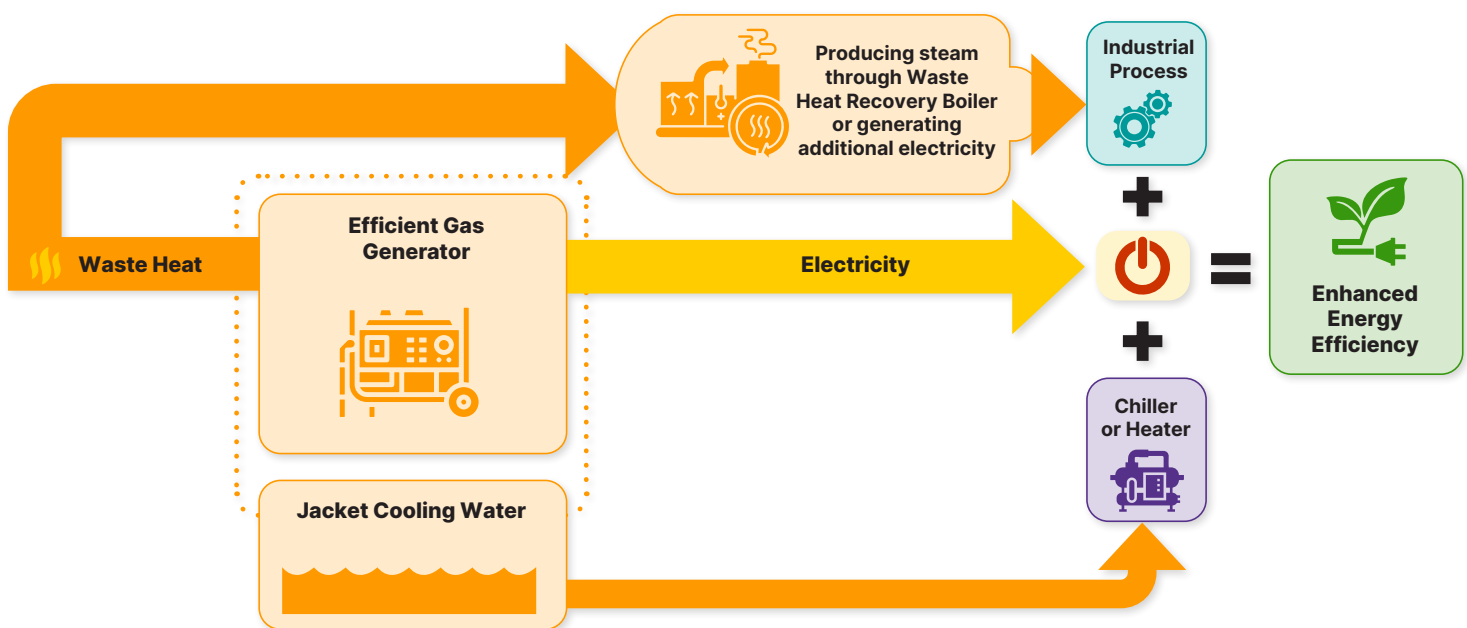 Producing steam
through Waste
Heat Recovery Boiler
or generating
additional electricity
Industrial
Process
Efficient Gas
Generator
Waste Heat
Electricity
+
+
=
Enhanced
Energy
Efficiency
Chiller
or Heater
Jacket Cooling Water